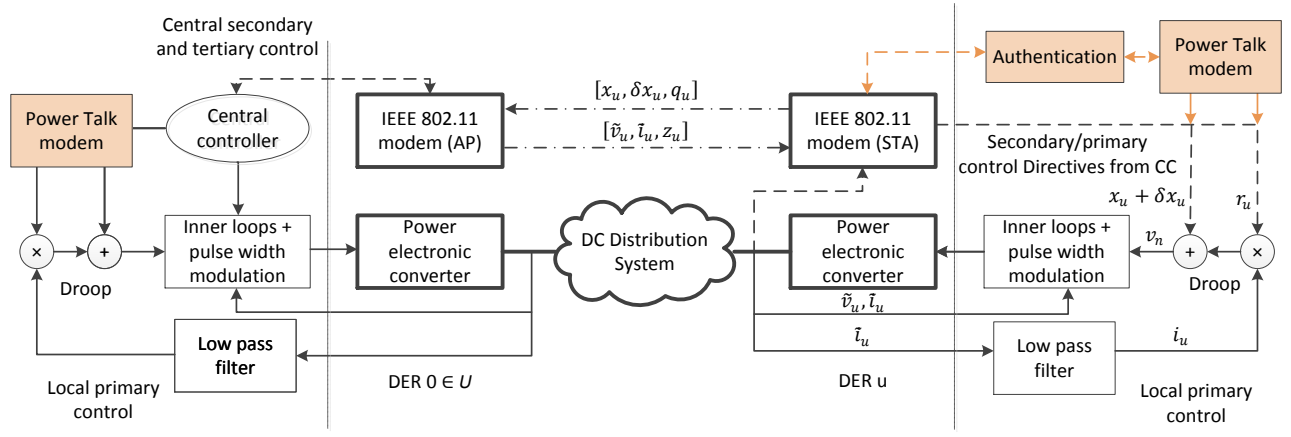 Central secondary
and tertiary control
Power Talk
modem
Central
controller
IEEE 802.11
modem (AP)
[x_u, δx_u, q_u]
[ṽ_u, ĩ_u, z_u]
IEEE 802.11
modem (STA)
Authentication
Power Talk
modem
Secondary/primary
control Directives from CC
x_u + δx_u
r_u
×
+
Droop
Inner loops +
pulse width
modulation
Power
electronic
converter
DC Distribution
System
Power
electronic
converter
Inner loops +
pulse width
modulation
v_n
+
×
Droop
ṽ_u, ĩ_u
ĩ_u
Low pass
filter
Low pass
filter
i_u
Local primary
control
DER 0 ∈ U
DER u
Local primary
control